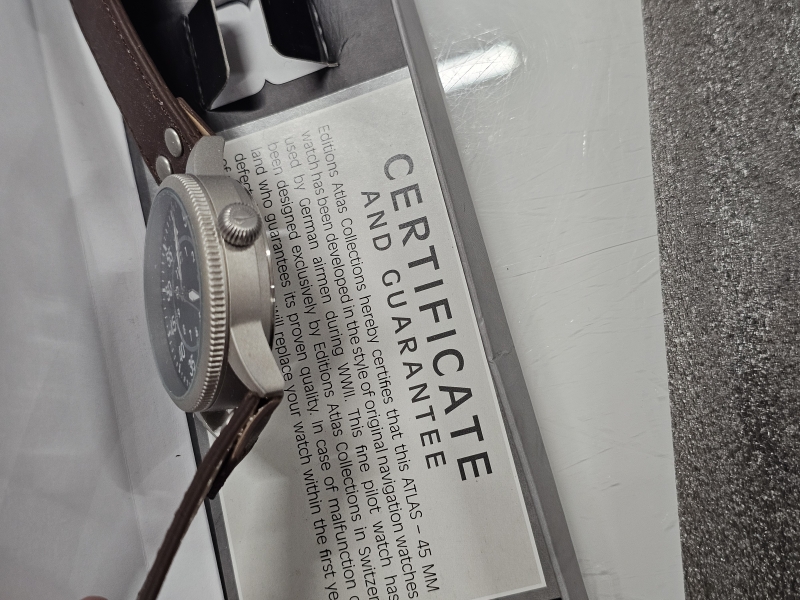 CERTIFICATE
AND GUARANTEE
Editions Atlas Collections hereby certifies that this ATLAS – 45 MM
watch has been developed in the style of original navigation watches
used by German airmen during WWII. This fine pilot watch has
been designed exclusively by Editions Atlas Collections in Switzer
land who guarantees its proven quality. In case of malfunction o
defect
will replace your watch within the first ye